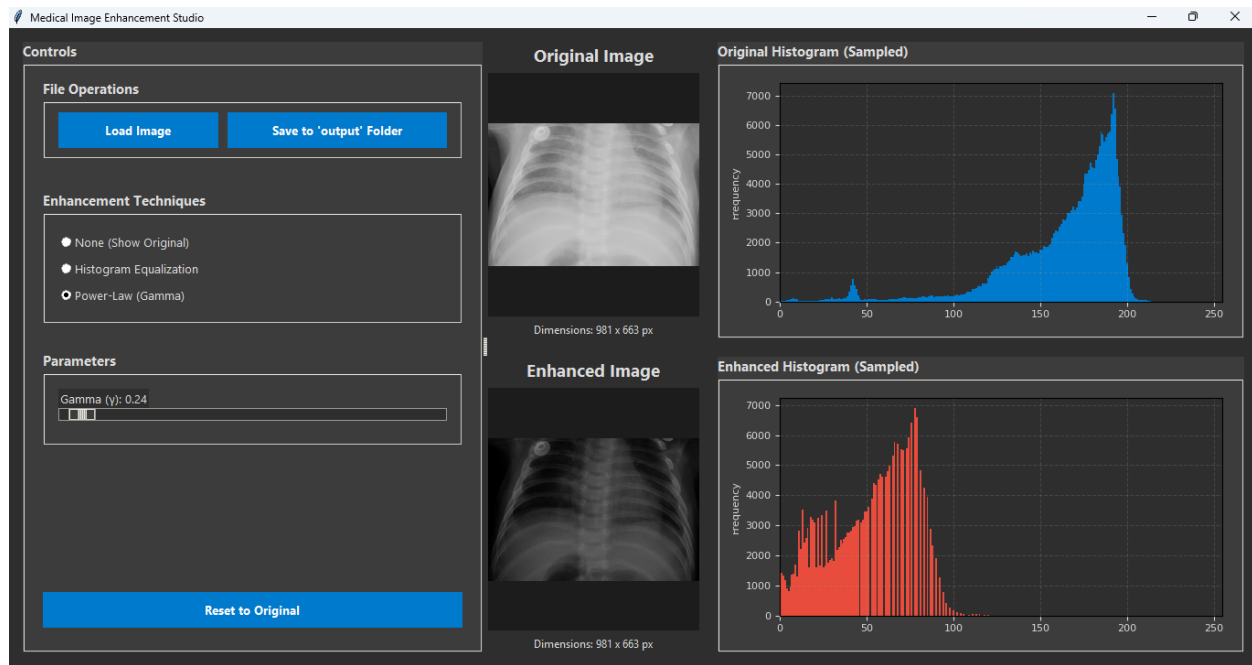 Medical Image Enhancement Studio
Controls
File Operations
Load Image
Save to 'output' Folder
Enhancement Techniques
None (Show Original)
Histogram Equalization
Power-Law (Gamma)
Parameters
Gamma (γ): 0.24
Reset to Original
Original Image
Dimensions: 981 x 663 px
Enhanced Image
Dimensions: 981 x 663 px
Original Histogram (Sampled)
Frequency
7000
6000
5000
4000
3000
2000
1000
0
0 50 100 150 200 250
Enhanced Histogram (Sampled)
Frequency
7000
6000
5000
4000
3000
2000
1000
0
0 50 100 150 200 250